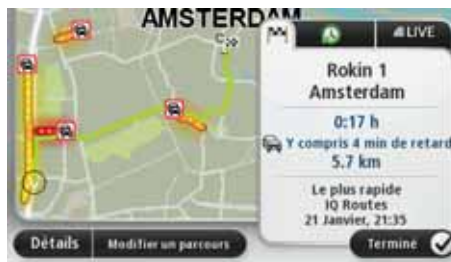 AMSTERDAM
LIVE
Rokin 1
Amsterdam
0:17 h
Y compris 4 min de retard
5.7 km
Le plus rapide
IQ Routes
21 Janvier, 21:35
Détails
Modifier un parcours
Termine